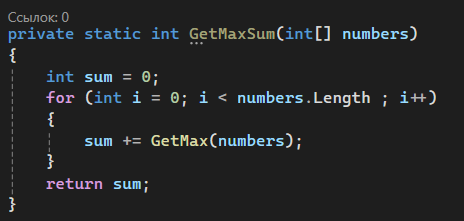 Ссылок: 0
private static int GetMaxSum(int[] numbers)
{
    int sum = 0;
    for (int i = 0; i < numbers.Length ; i++)
    {
        sum += GetMax(numbers);
    }
    return sum;
}